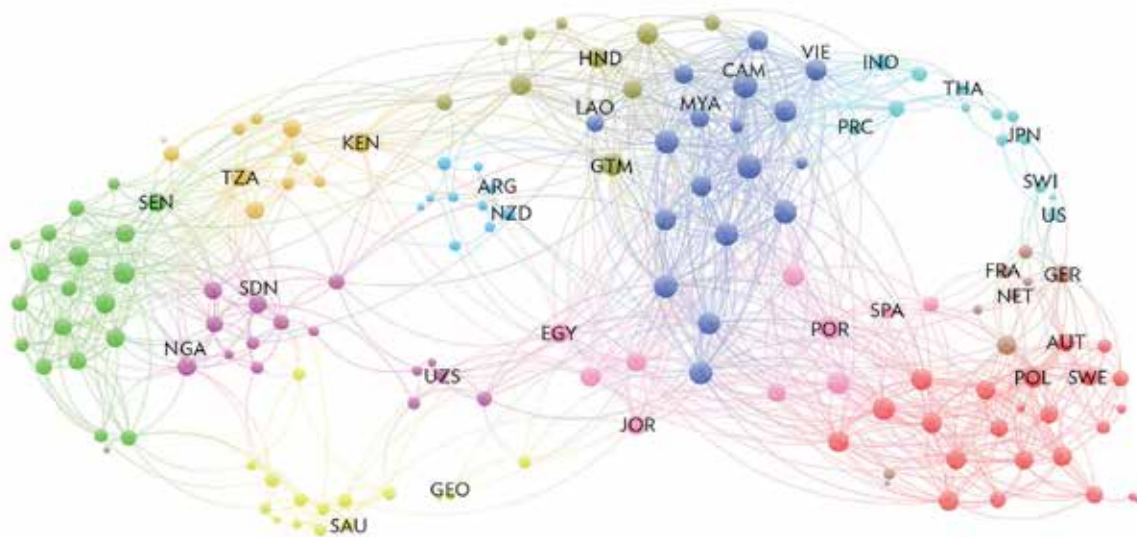 HND
VIE
INO
CAM
THA
LAO
MYA
PRC
JPN
KEN
GTM
TZA
ARG
SWI
SEN
NZD
US
FRA
GER
SDN
NET
EGY
POR
SPA
NGA
AUT
UZS
POL
SWE
JOR
GEO
SAU